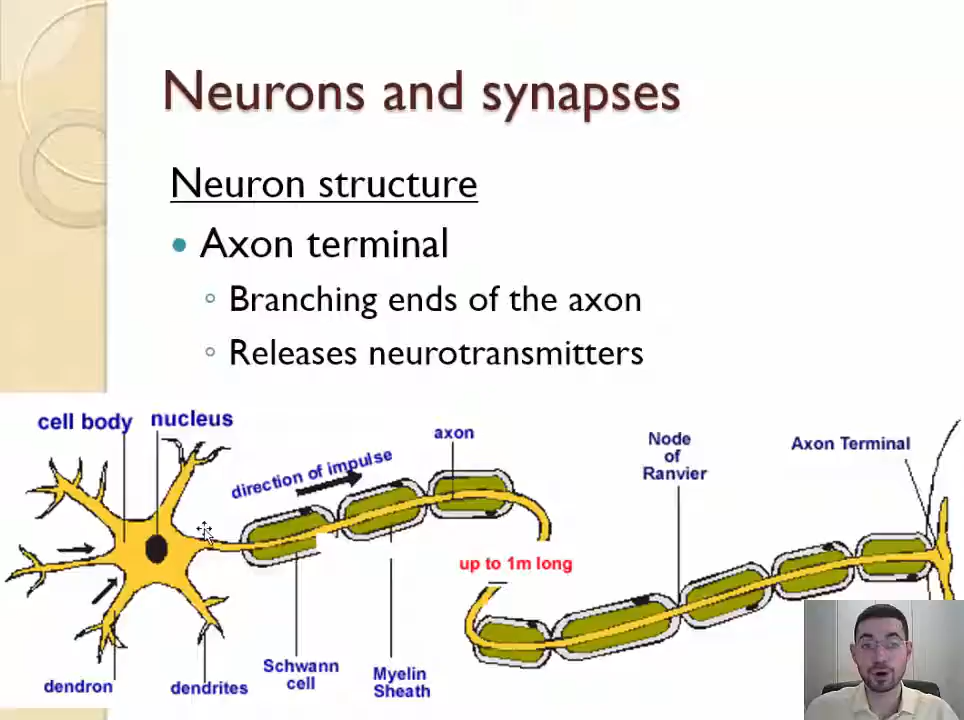 Neurons and synapses
Neuron structure
Axon terminal
Branching ends of the axon
Releases neurotransmitters
cell body
nucleus
direction of impulse
axon
Node
of
Ranvier
Axon Terminal
up to 1m long
dendron
dendrites
Schwann
cell
Myelin
Sheath